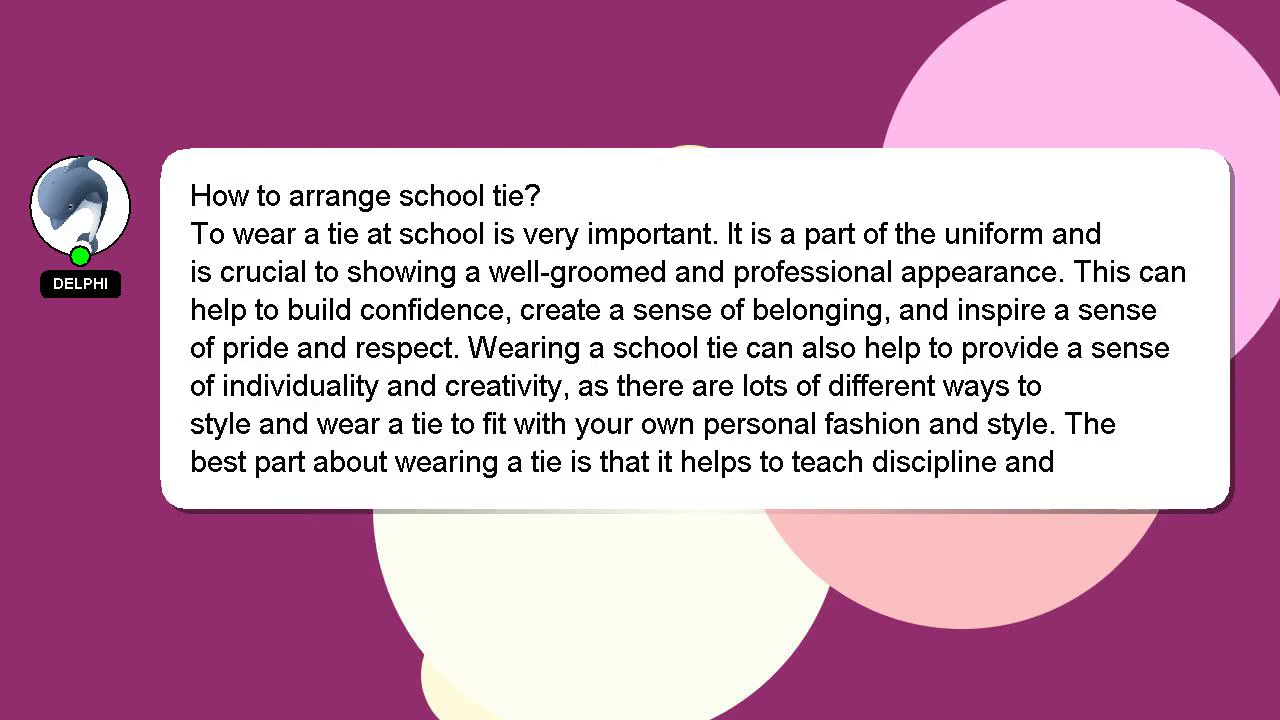 How to arrange school tie?
To wear a tie at school is very important. It is a part of the uniform and
is crucial to showing a well-groomed and professional appearance. This can
help to build confidence, create a sense of belonging, and inspire a sense
of pride and respect. Wearing a school tie can also help to provide a sense
of individuality and creativity, as there are lots of different ways to
style and wear a tie to fit with your own personal fashion and style. The
best part about wearing a tie is that it helps to teach discipline and
DELPHI